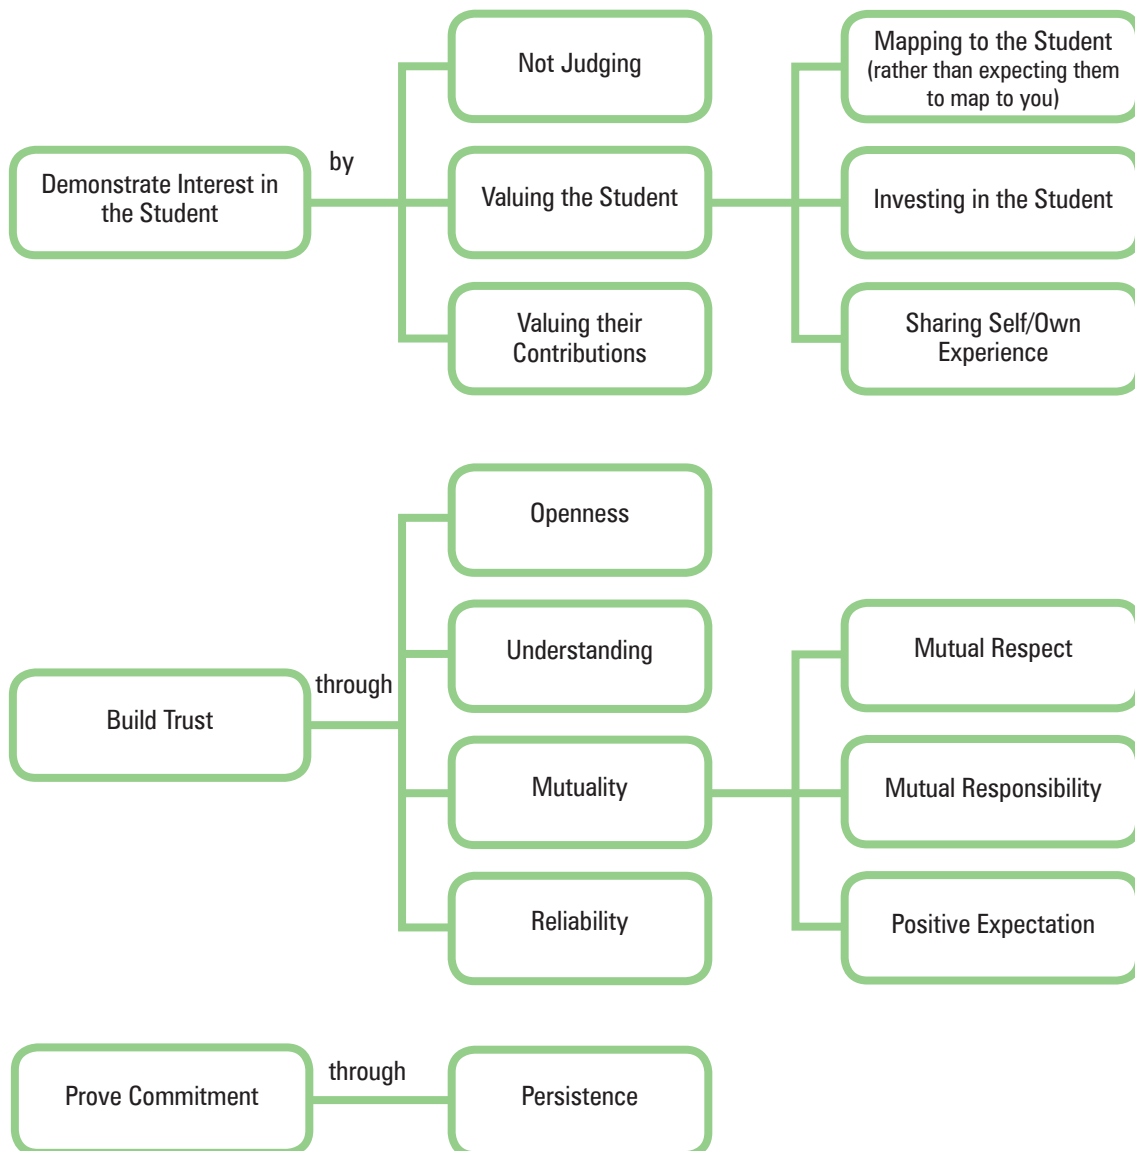 Not Judging
Mapping to the Student
(rather than expecting them
to map to you)
by
Demonstrate Interest in
the Student
Valuing the Student
Investing in the Student
Valuing their
Contributions
Sharing Self/Own
Experience
Openness
Understanding
Mutual Respect
through
Build Trust
Mutuality
Mutual Responsibility
Reliability
Positive Expectation
through
Prove Commitment
Persistence